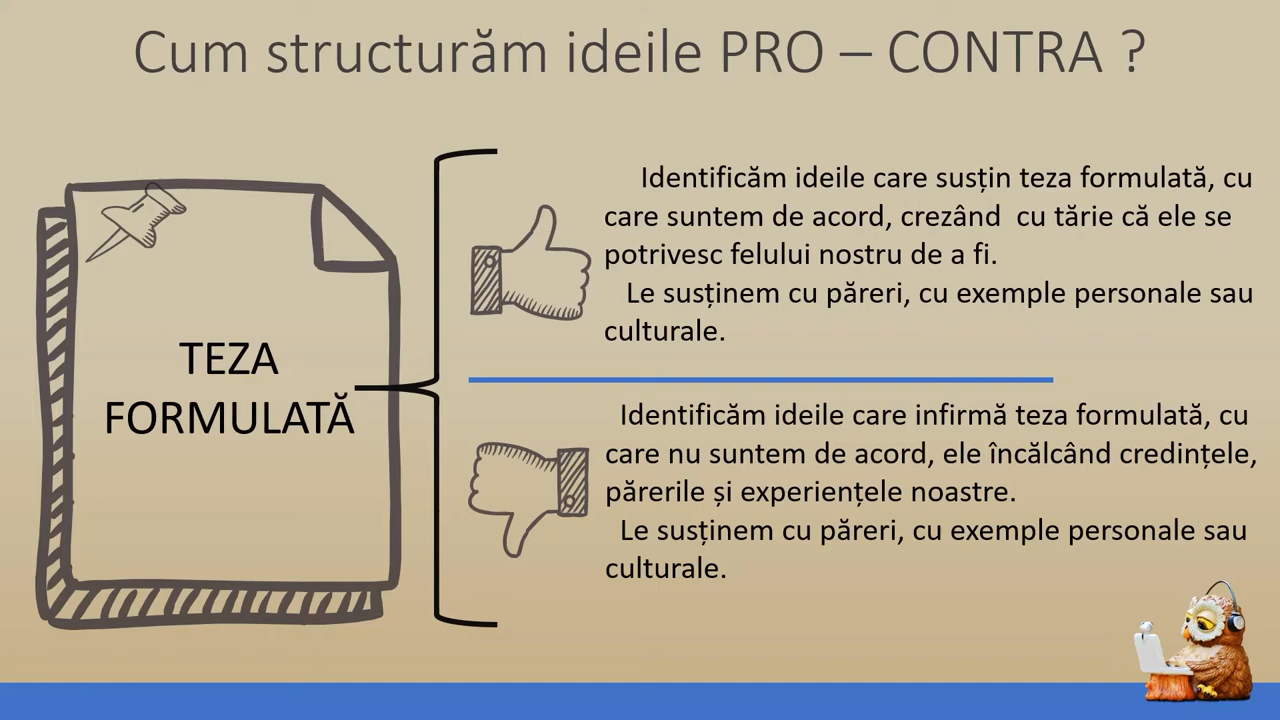 Cum structurăm ideile PRO – CONTRA ?
TEZA
FORMULATĂ
Identificăm ideile care susțin teza formulată, cu
care suntem de acord, crezând cu tărie că ele se
potrivesc felului nostru de a fi.
Le susținem cu păreri, cu exemple personale sau
culturale.
Identificăm ideile care infirmă teza formulată, cu
care nu suntem de acord, ele încălcând credințele,
părerile și experiențele noastre.
Le susținem cu păreri, cu exemple personale sau
culturale.